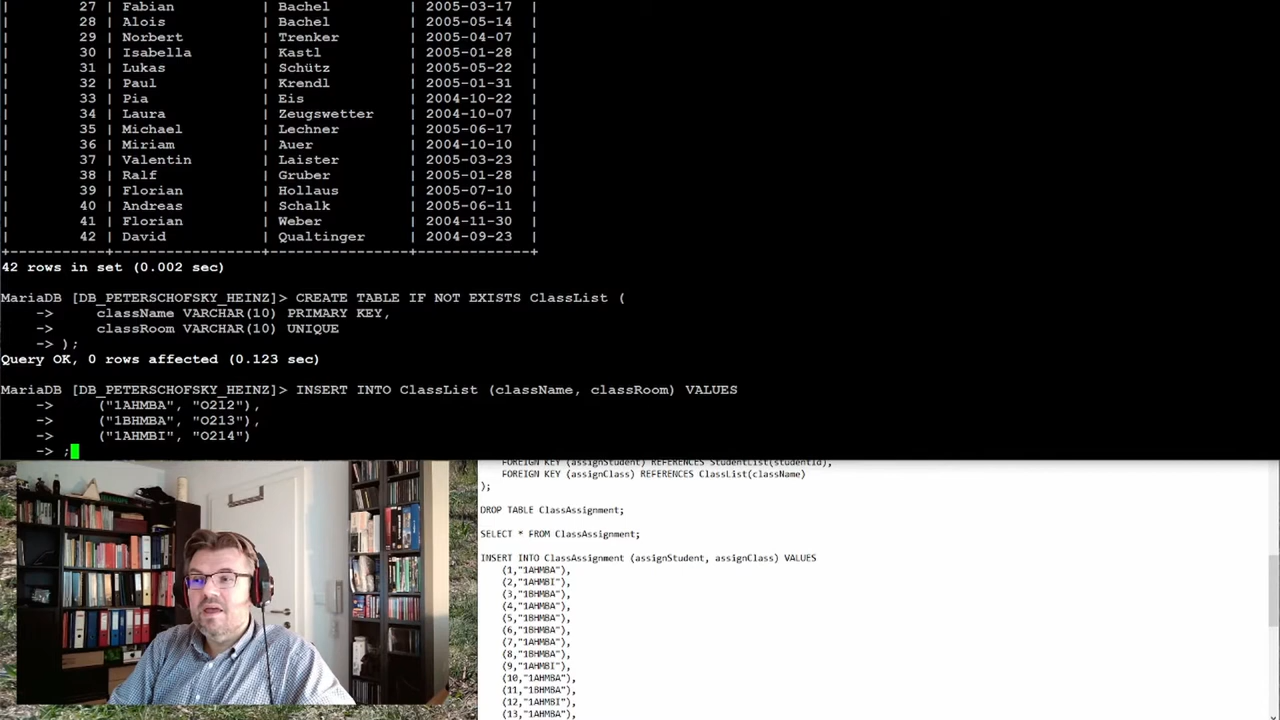 |         27 | Fabian           | Bachel         | 2005-03-17  |
|         28 | Alois            | Bachel         | 2005-05-14  |
|         29 | Norbert          | Trenker        | 2005-04-07  |
|         30 | Isabella         | Kastl          | 2005-01-28  |
|         31 | Lukas            | Schütz         | 2005-05-22  |
|         32 | Paul             | Krendl         | 2005-01-31  |
|         33 | Pia              | Eis            | 2004-10-22  |
|         34 | Laura            | Zeugswetter    | 2004-10-07  |
|         35 | Michael          | Lechner        | 2005-06-17  |
|         36 | Miriam           | Auer           | 2004-10-10  |
|         37 | Valentin         | Laister        | 2005-03-23  |
|         38 | Ralf             | Gruber         | 2005-01-28  |
|         39 | Florian          | Hollaus        | 2005-07-10  |
|         40 | Andreas          | Schalk         | 2005-06-11  |
|         41 | Florian          | Weber          | 2004-11-30  |
|         42 | David            | Qualtinger     | 2004-09-23  |
+-----------+-----------------+----------------+-------------+
42 rows in set (0.002 sec)
MariaDB [DB_PETERSCHOFSKY_HEINZ]> CREATE TABLE IF NOT EXISTS ClassList (
    ->     className VARCHAR(10) PRIMARY KEY,
    ->     classRoom VARCHAR(10) UNIQUE
    -> );
Query OK, 0 rows affected (0.123 sec)
MariaDB [DB_PETERSCHOFSKY_HEINZ]> INSERT INTO ClassList (className, classRoom) VALUES
    ->     ("1AHMBA", "O212"),
    ->     ("1BHMBA", "O213"),
    ->     ("1AHMBI", "O214")
    -> ;
FOREIGN KEY (assignStudent) REFERENCES StudentList(studentId),
FOREIGN KEY (assignClass) REFERENCES ClassList(className)
);
DROP TABLE ClassAssignment;
SELECT * FROM ClassAssignment;
INSERT INTO ClassAssignment (assignStudent, assignClass) VALUES
(1,"1AHMBA"),
(2,"1AHMBI"),
(3,"1BHMBA"),
(4,"1AHMBA"),
(5,"1BHMBA"),
(6,"1BHMBA"),
(7,"1AHMBA"),
(8,"1BHMBA"),
(9,"1AHMBI"),
(10,"1AHMBA"),
(11,"1BHMBA"),
(12,"1AHMBI"),
(13,"1AHMBA"),